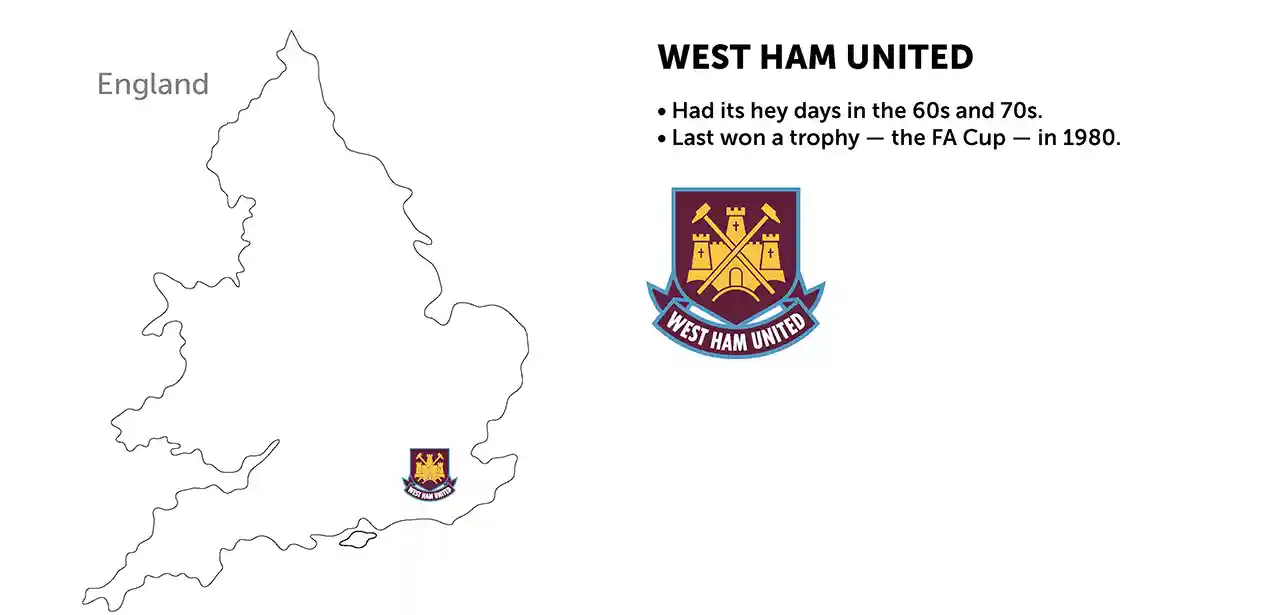 England
WEST HAM UNITED
• Had its hey days in the 60s and 70s.
• Last won a trophy — the FA Cup — in 1980.
WEST HAM UNITED
WEST HAM UNITED